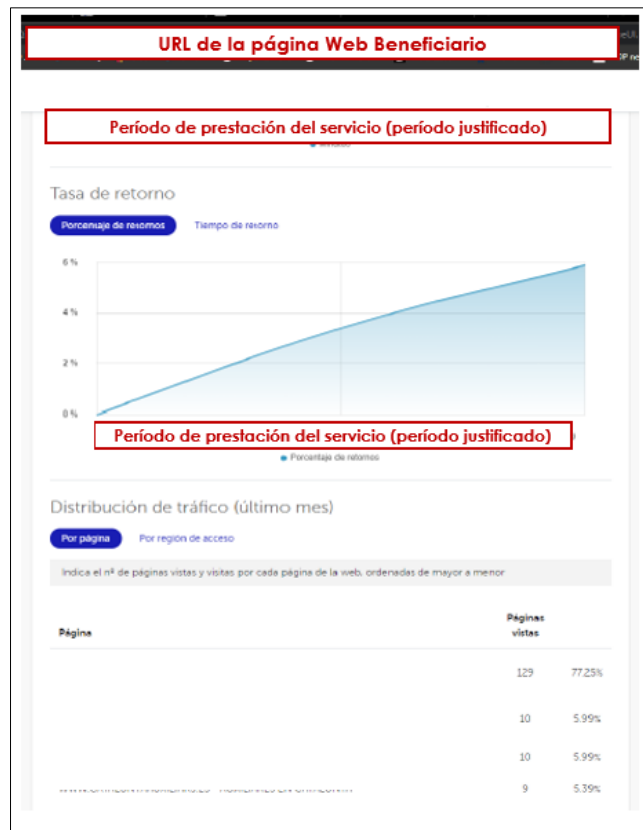 URL de la página Web Beneficiario
Período de prestación del servicio (período justificado)
Tasa de retorno
Porcentaje de retornos Tiempo de retorno
6 %
4 %
2 %
0 %
Período de prestación del servicio (período justificado)
Porcentaje de retornos
Distribución de tráfico (último mes)
Por página Por región de acceso
Indica el nº de páginas vistas y visitas por cada página de la web, ordenadas de mayor a menor
Página Páginas vistas
129 77.25%
10 5.99%
10 5.99%
9 5.39%